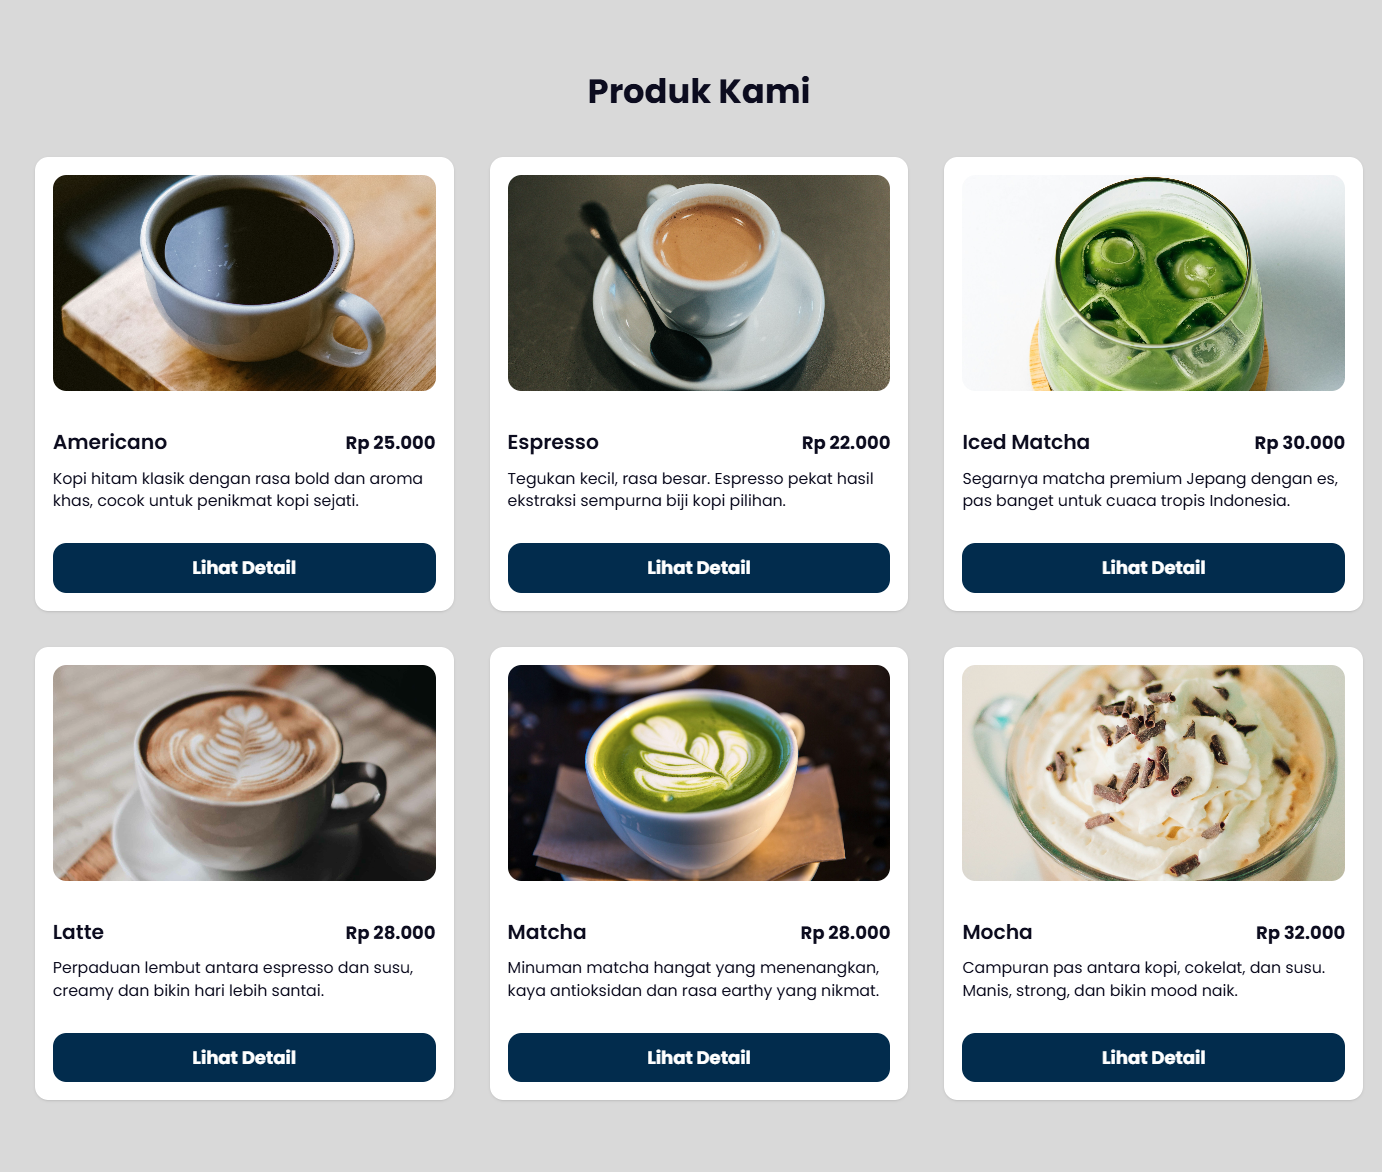 Produk Kami
Americano
Rp 25.000
Kopi hitam klasik dengan rasa bold dan aroma
khas, cocok untuk penikmat kopi sejati.
Lihat Detail
Espresso
Rp 22.000
Tegukan kecil, rasa besar. Espresso pekat hasil
ekstraksi sempurna biji kopi pilihan.
Lihat Detail
Iced Matcha
Rp 30.000
Segarnya matcha premium Jepang dengan es,
pas banget untuk cuaca tropis Indonesia.
Lihat Detail
Latte
Rp 28.000
Perpaduan lembut antara espresso dan susu,
creamy dan bikin hari lebih santai.
Lihat Detail
Matcha
Rp 28.000
Minuman matcha hangat yang menenangkan,
kaya antioksidan dan rasa earthy yang nikmat.
Lihat Detail
Mocha
Rp 32.000
Campuran pas antara kopi, cokelat, dan susu.
Manis, strong, dan bikin mood naik.
Lihat Detail